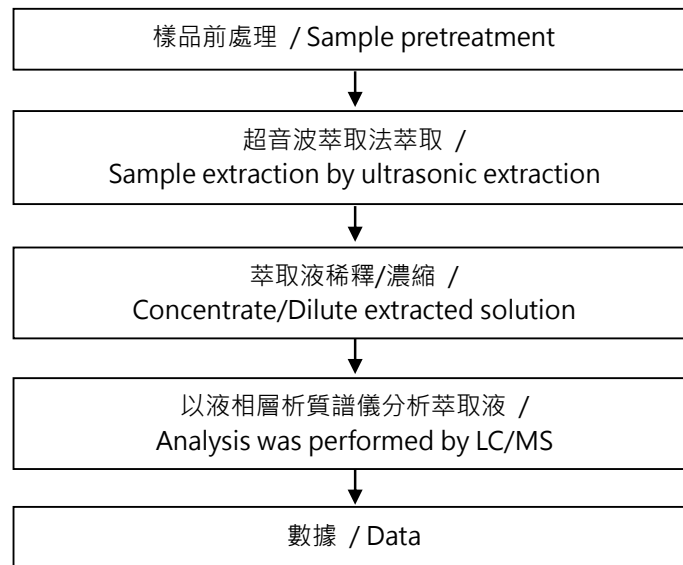 樣品前處理 / Sample pretreatment
超音波萃取法萃取 /
Sample extraction by ultrasonic extraction
萃取液稀釋/濃縮 /
Concentrate/Dilute extracted solution
以液相層析質譜儀分析萃取液 /
Analysis was performed by LC/MS
數據 / Data